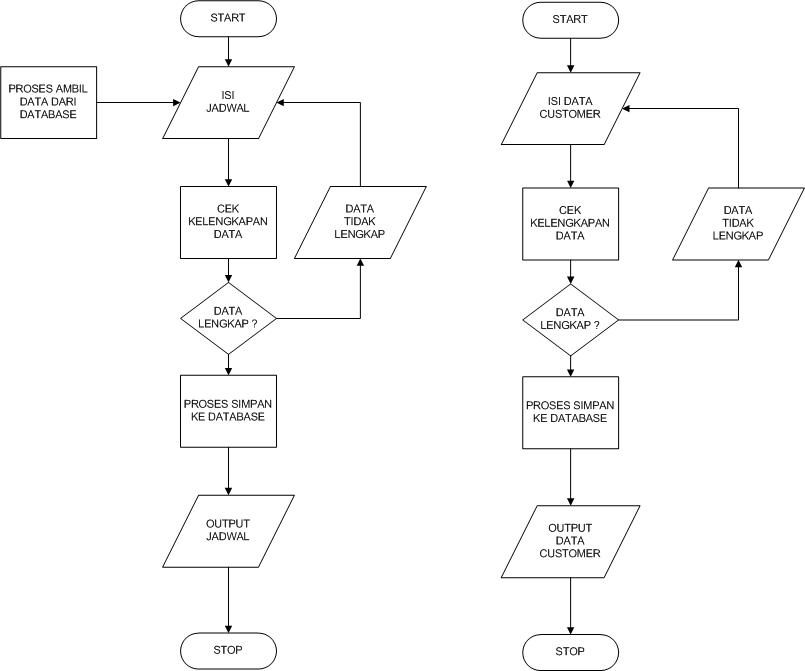 START
PROSES AMBIL
DATA DARI
DATABASE
ISI
JADWAL
CEK
KELENGKAPAN
DATA
DATA
TIDAK
LENGKAP
DATA
LENGKAP ?
PROSES SIMPAN
KE DATABASE
OUTPUT
JADWAL
STOP
START
ISI DATA
CUSTOMER
CEK
KELENGKAPAN
DATA
DATA
TIDAK
LENGKAP
DATA
LENGKAP ?
PROSES SIMPAN
KE DATABASE
OUTPUT
DATA
CUSTOMER
STOP